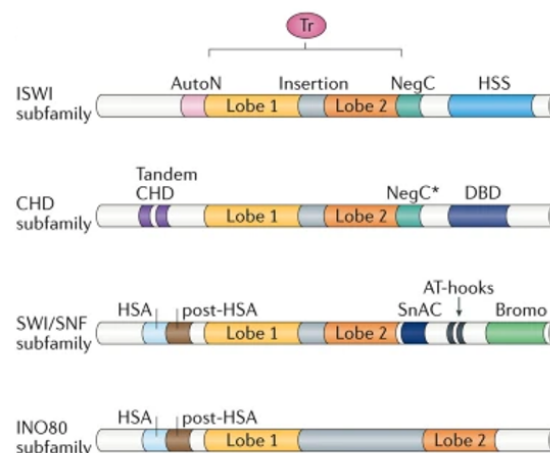 Tr
AutoN Insertion NegC HSS
ISWI
subfamily
Lobe 1 Lobe 2
Tandem
CHD
NegC* DBD
CHD
subfamily
Lobe 1 Lobe 2
AT-hooks
HSA post-HSA SnAC Bromo
SWI/SNF
subfamily
Lobe 1 Lobe 2
HSA post-HSA
INO80
subfamily
Lobe 1 Lobe 2